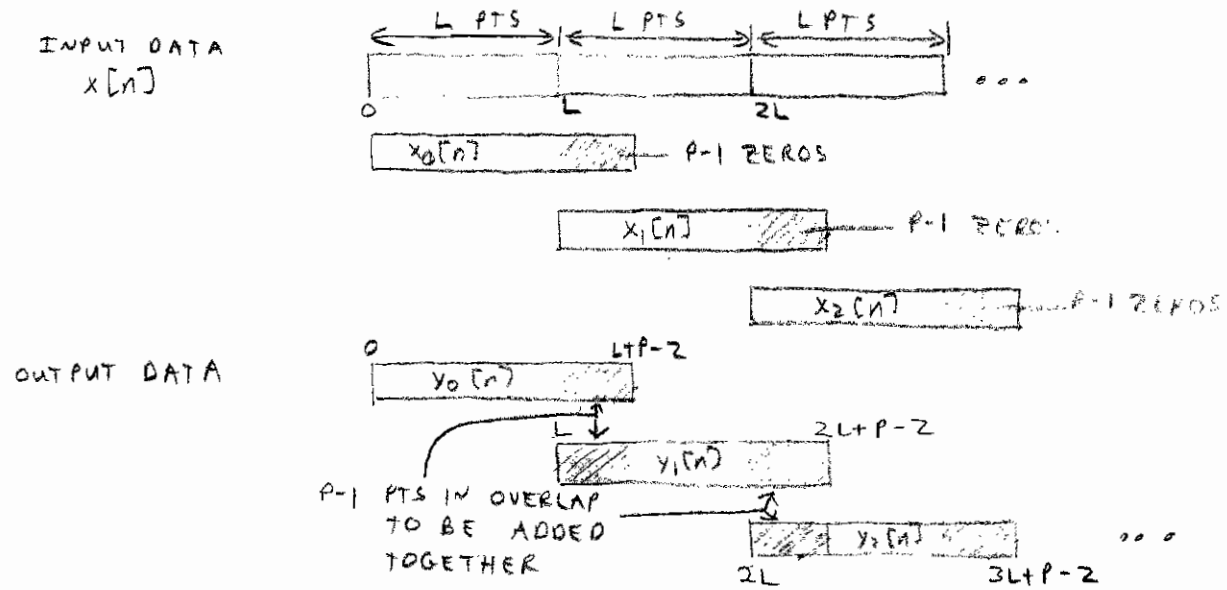 L PTS L PTS L PTS
INPUT DATA
x[n]
...
0 L 2L
x0[n] P-1 ZEROS
x1[n] P-1 ZEROS
x2[n] P-1 ZEROS
0 L+P-2
OUTPUT DATA
y0[n]
L 2L+P-2
y1[n]
P-1 PTS IN OVERLAP
TO BE ADDED
TOGETHER
y2[n] ...
2L 3L+P-2